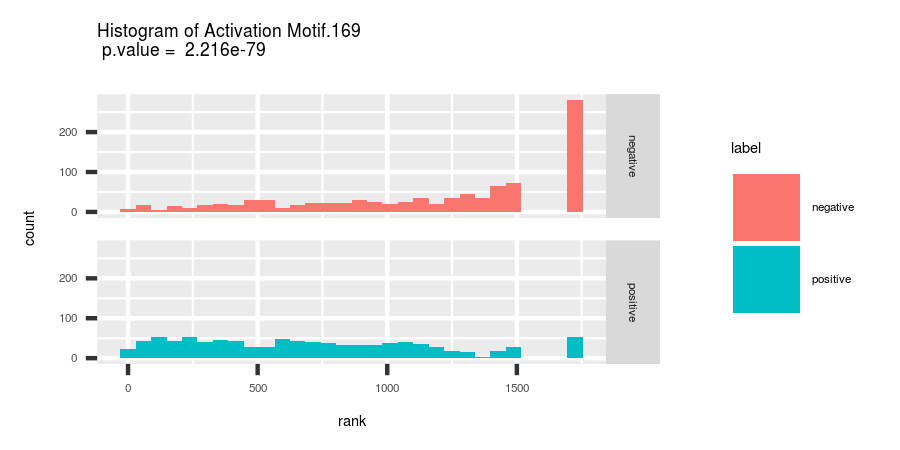 Histogram of Activation Motif.169
p.value = 2.216e-79
count
200
100
0
negative
200
100
0
positive
0
500
1000
1500
rank
label
negative
positive